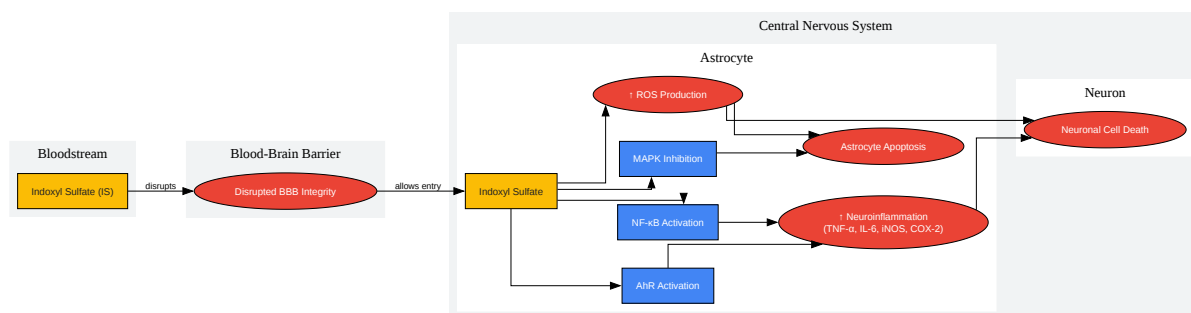 Central Nervous System
Astrocyte
↑ ROS Production
Neuron
Neuronal Cell Death
Bloodstream
Blood-Brain Barrier
MAPK Inhibition
Astrocyte Apoptosis
Indoxyl Sulfate (IS)
disrupts
Disrupted BBB Integrity
allows entry
Indoxyl Sulfate
NF-κB Activation
↑ Neuroinflammation
(TNF-α, IL-6, iNOS, COX-2)
AhR Activation